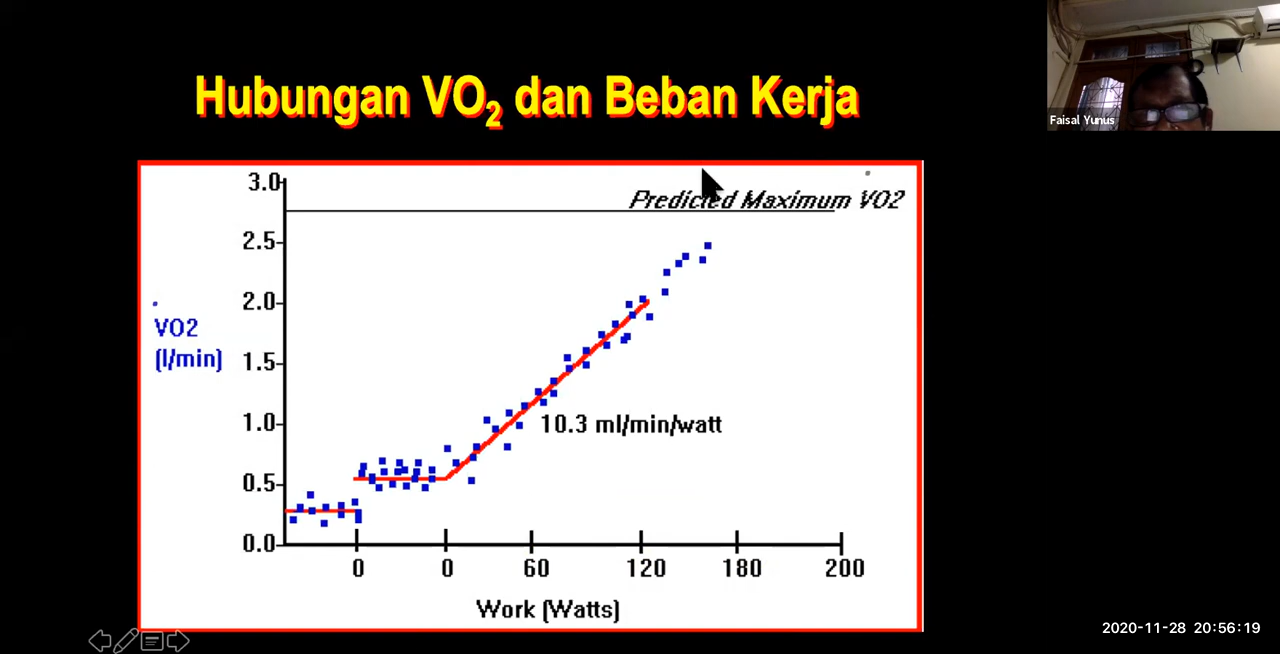 Hubungan VO2 dan Beban Kerja
Faisal Yunus
3.0
Predicted Maximum VO2
2.5
2.0
VO2
(l/min)
1.5
1.0
10.3 ml/min/watt
0.5
0.0
0 0 60 120 180 200
Work (Watts)
2020-11-28 20:56:19